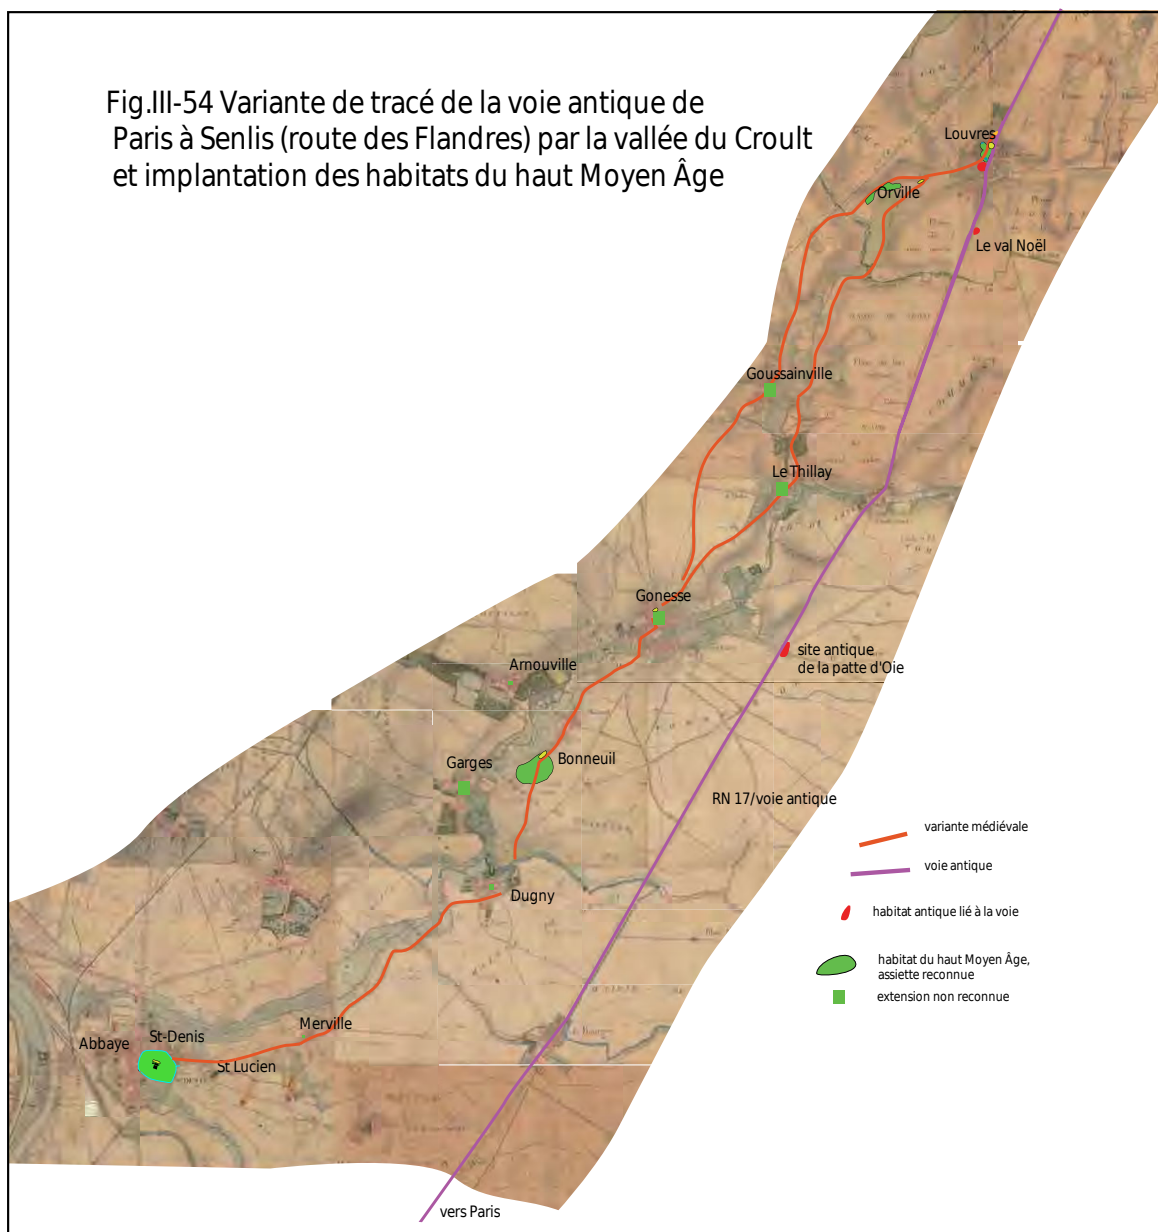 Fig.III-54 Variante de tracé de la voie antique de
Paris à Senlis (route des Flandres) par la vallée du Croult
et implantation des habitats du haut Moyen Âge
Louvres
Orville
Le val Noël
Goussainville
Le Thillay
Gonesse
site antique
de la patte d'Oie
Arnouville
Garges
Bonneuil
RN 17/voie antique
variante médiévale
voie antique
Dugny
habitat antique lié à la voie
habitat du haut Moyen Âge,
assiette reconnue
extension non reconnue
Merville
Abbaye
St-Denis
St Lucien
vers Paris